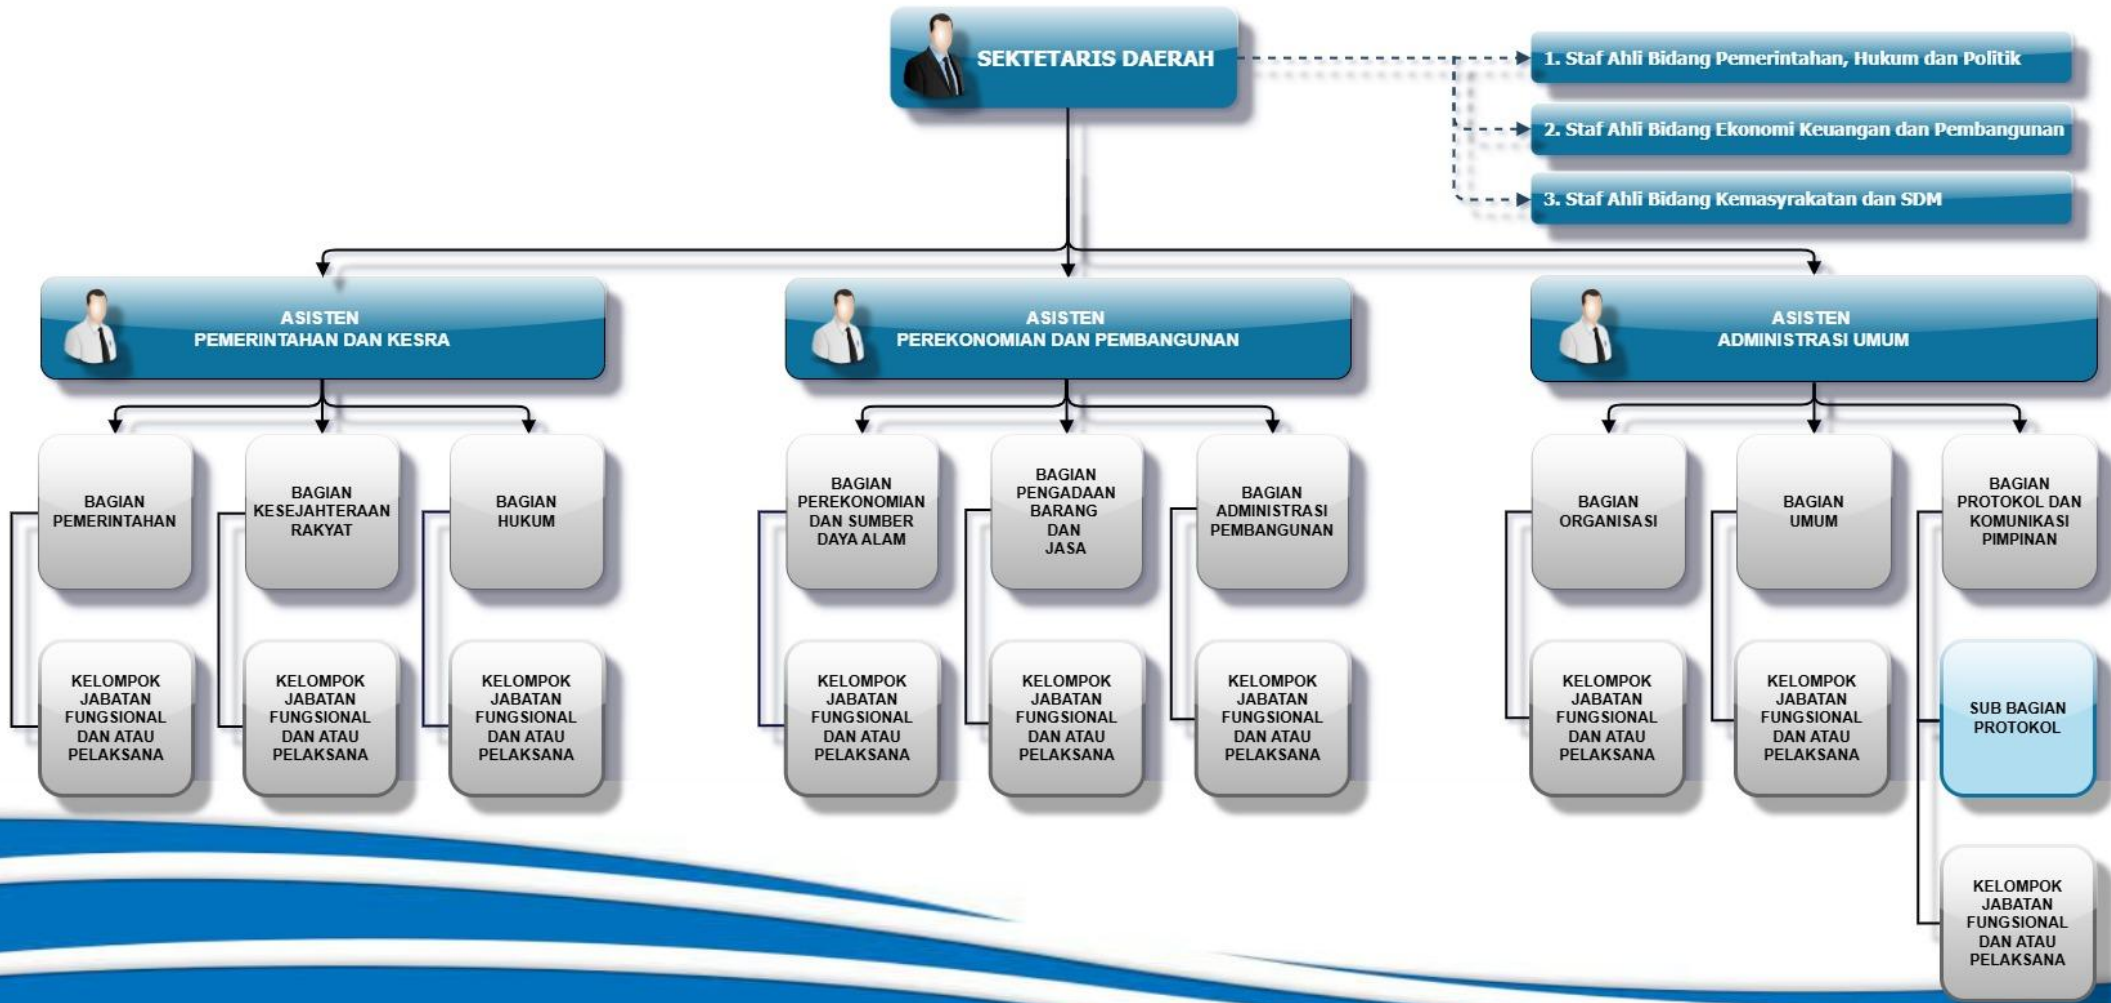 SEKTETARIS DAERAH
1. Staf Ahli Bidang Pemerintahan, Hukum dan Politik
2. Staf Ahli Bidang Ekonomi Keuangan dan Pembangunan
3. Staf Ahli Bidang Kemasyrakatan dan SDM
ASISTEN
PEMERINTAHAN DAN KESRA
ASISTEN
PEREKONOMIAN DAN PEMBANGUNAN
ASISTEN
ADMINISTRASI UMUM
BAGIAN
PEMERINTAHAN
BAGIAN
KESEJAHTERAAN
RAKYAT
BAGIAN
HUKUM
BAGIAN
PEREKONOMIAN
DAN SUMBER
DAYA ALAM
BAGIAN
PENGADAAN
BARANG
DAN
JASA
BAGIAN
ADMINISTRASI
PEMBANGUNAN
BAGIAN
ORGANISASI
BAGIAN
UMUM
BAGIAN
PROTOKOL DAN
KOMUNIKASI
PIMPINAN
KELOMPOK
JABATAN
FUNGSIONAL
DAN ATAU
PELAKSANA
KELOMPOK
JABATAN
FUNGSIONAL
DAN ATAU
PELAKSANA
KELOMPOK
JABATAN
FUNGSIONAL
DAN ATAU
PELAKSANA
KELOMPOK
JABATAN
FUNGSIONAL
DAN ATAU
PELAKSANA
KELOMPOK
JABATAN
FUNGSIONAL
DAN ATAU
PELAKSANA
KELOMPOK
JABATAN
FUNGSIONAL
DAN ATAU
PELAKSANA
KELOMPOK
JABATAN
FUNGSIONAL
DAN ATAU
PELAKSANA
KELOMPOK
JABATAN
FUNGSIONAL
DAN ATAU
PELAKSANA
SUB BAGIAN
PROTOKOL
KELOMPOK
JABATAN
FUNGSIONAL
DAN ATAU
PELAKSANA